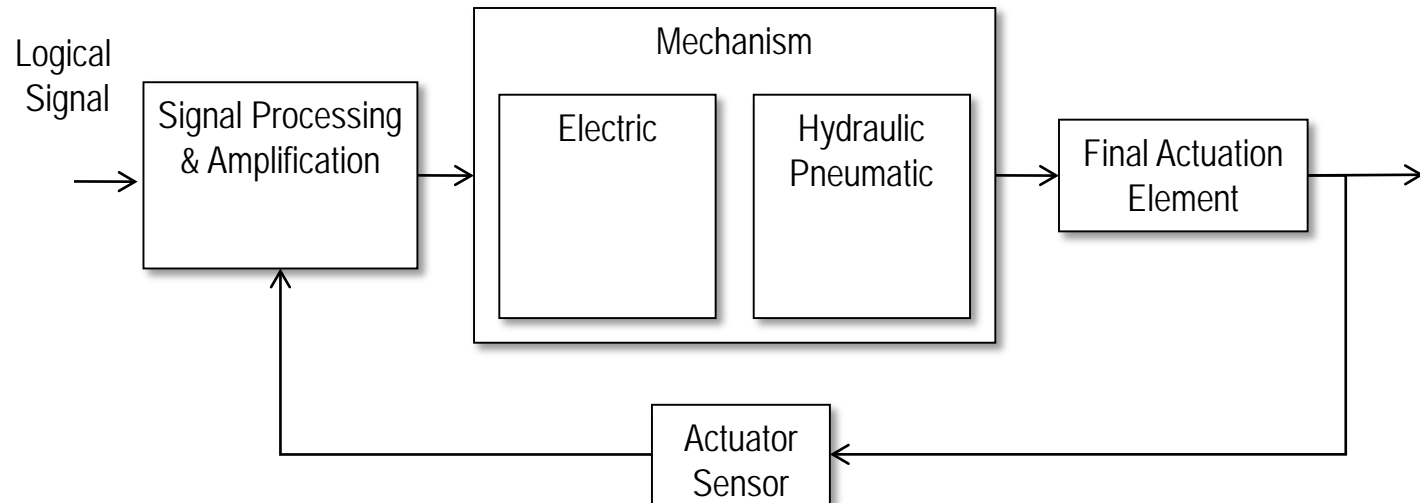 Logical
Signal
Signal Processing
& Amplification
Mechanism
Electric
Hydraulic
Pneumatic
Final Actuation
Element
Actuator
Sensor